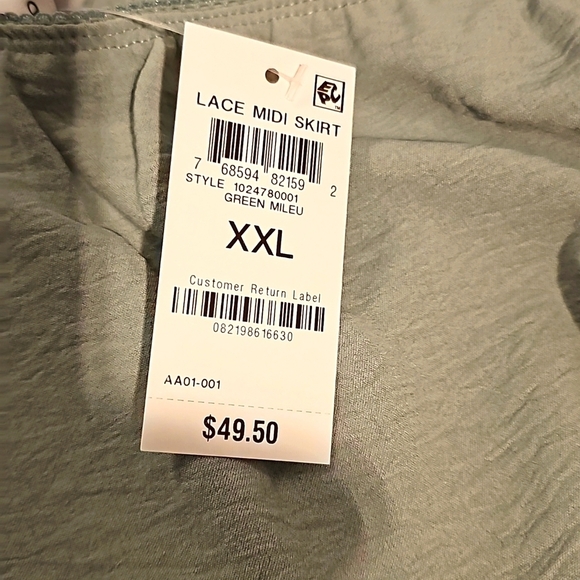 LACE MIDI SKIRT
7 68594 82159 2
STYLE 1024780001
GREEN MILEU
XXL
Customer Return Label
082198616630
AA01-001
$49.50